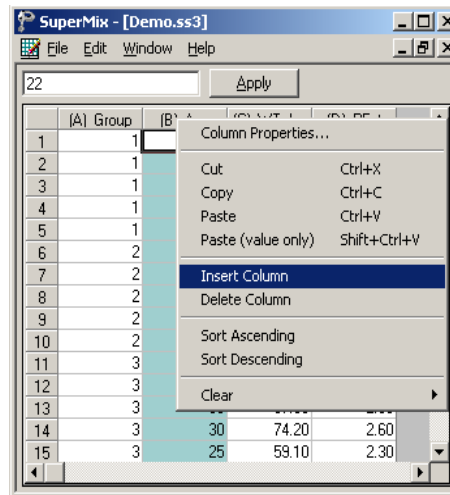 SuperMix - [Demo.ss3]
File Edit Window Help
22 Apply
(A) Group (B)
1 1
2 1
3 1
4 1
5 1
6 2
7 2
8 2
9 2
10 2
11 3
12 3
13 3
14 3 30 74.20 2.60
15 3 25 59.10 2.30
Column Properties...
Cut Ctrl+X
Copy Ctrl+C
Paste Ctrl+V
Paste (value only) Shift+Ctrl+V
Insert Column
Delete Column
Sort Ascending
Sort Descending
Clear